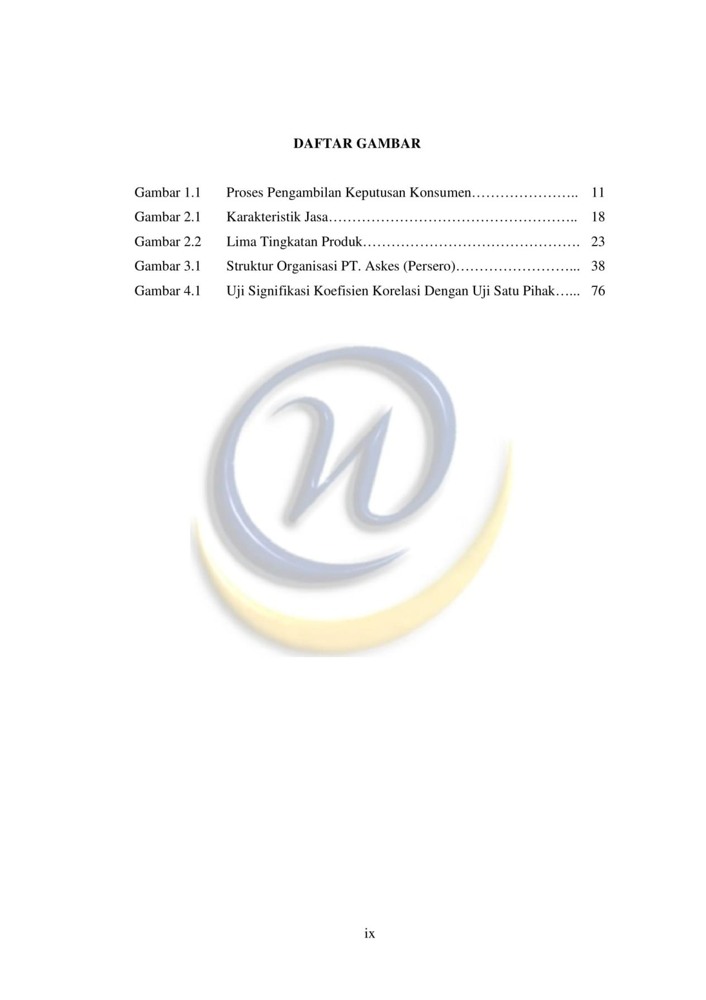 DAFTAR GAMBAR
Gambar 1.1 Proses Pengambilan Keputusan Konsumen………………….. 11
Gambar 2.1 Karakteristik Jasa…………………………………………….. 18
Gambar 2.2 Lima Tingkatan Produk………………………………………. 23
Gambar 3.1 Struktur Organisasi PT. Askes (Persero)……………………... 38
Gambar 4.1 Uji Signifikasi Koefisien Korelasi Dengan Uji Satu Pihak…... 76
ix